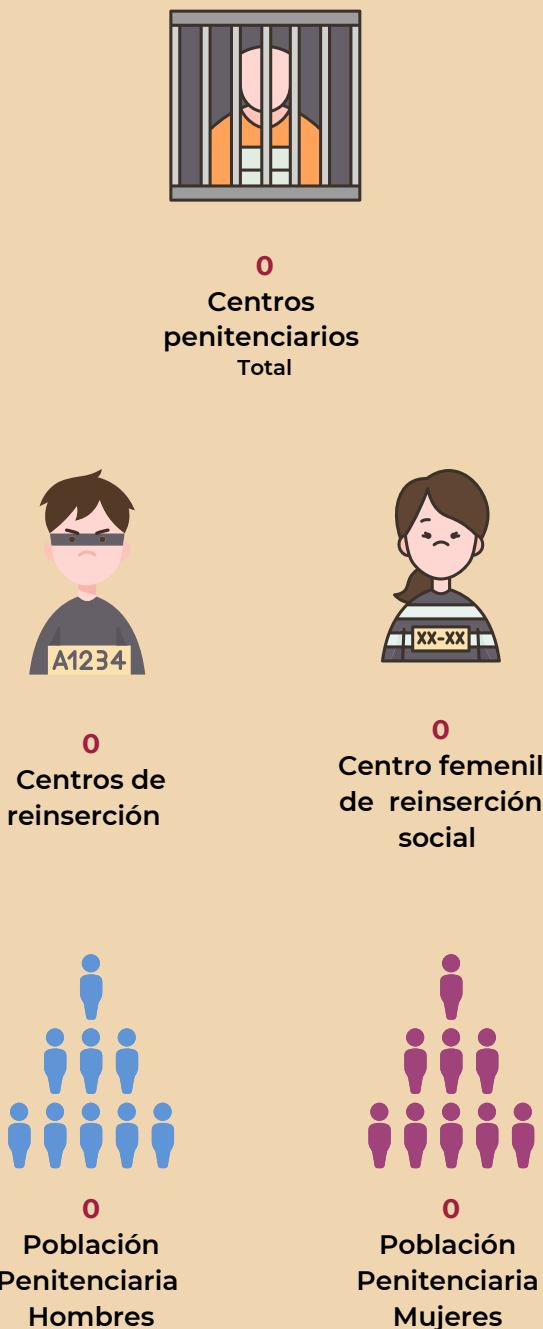 0
Centros
penitenciarios
Total
A1234
XX-XX
0
Centros de
reinserción
0
Centro femenil
de reinserción
social
0
Población
Penitenciaria
Hombres
0
Población
Penitenciaria
Mujeres